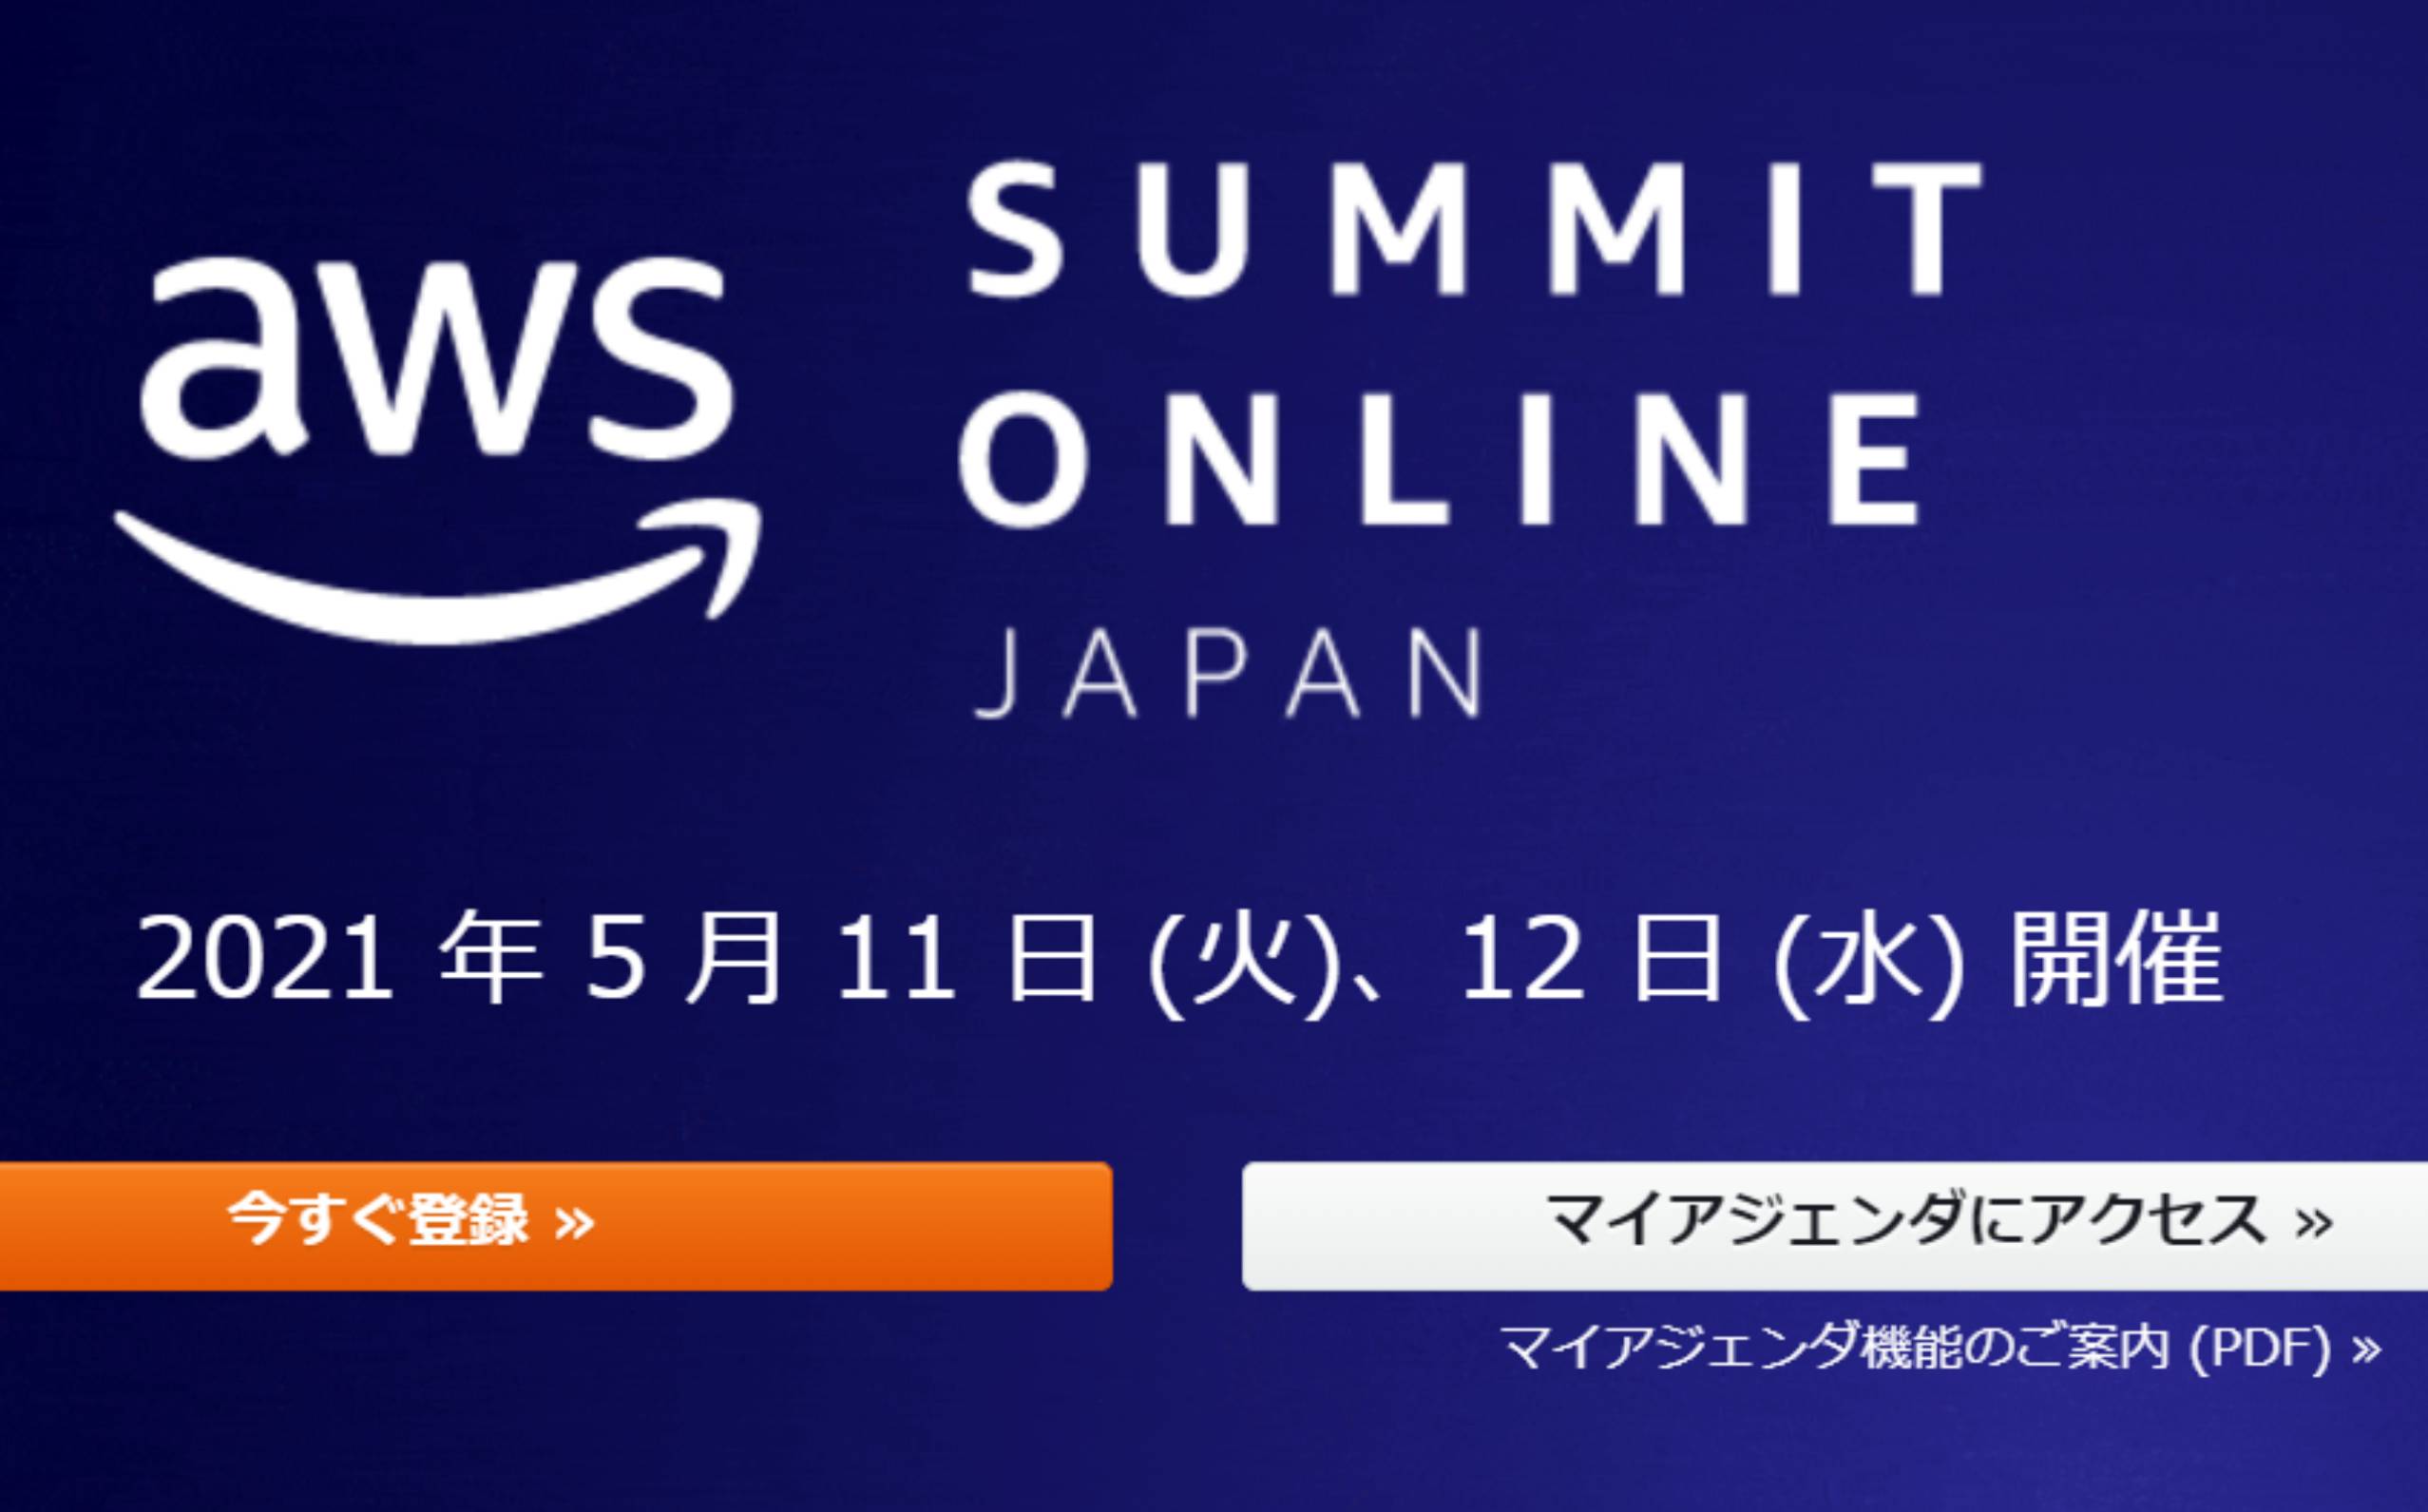 aws
SUMMIT
ONLINE
JAPAN
2021 年 5 月 11 日 (火)、12 日 (水) 開催
今すぐ登録 »
マイアジェンダにアクセス »
マイアジェンダ機能のご案内 (PDF) »